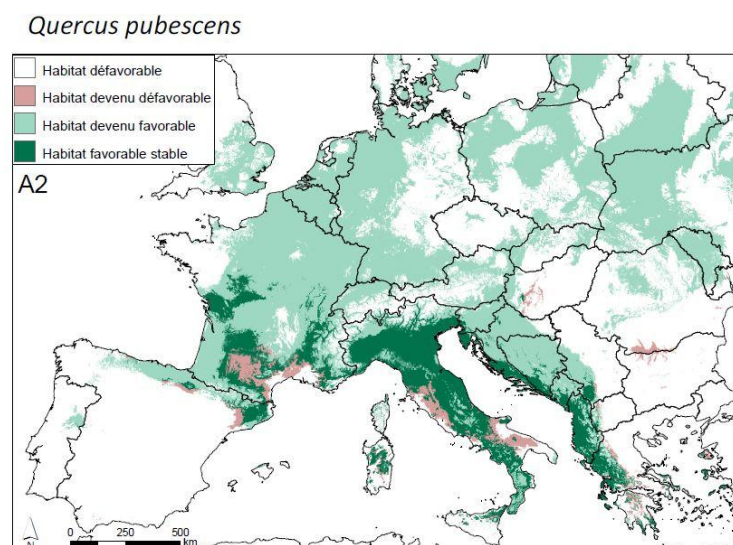 Quercus pubescens
Habitat défavorable
Habitat devenu défavorable
Habitat devenu favorable
Habitat favorable stable
A2
N
0 250 500
km